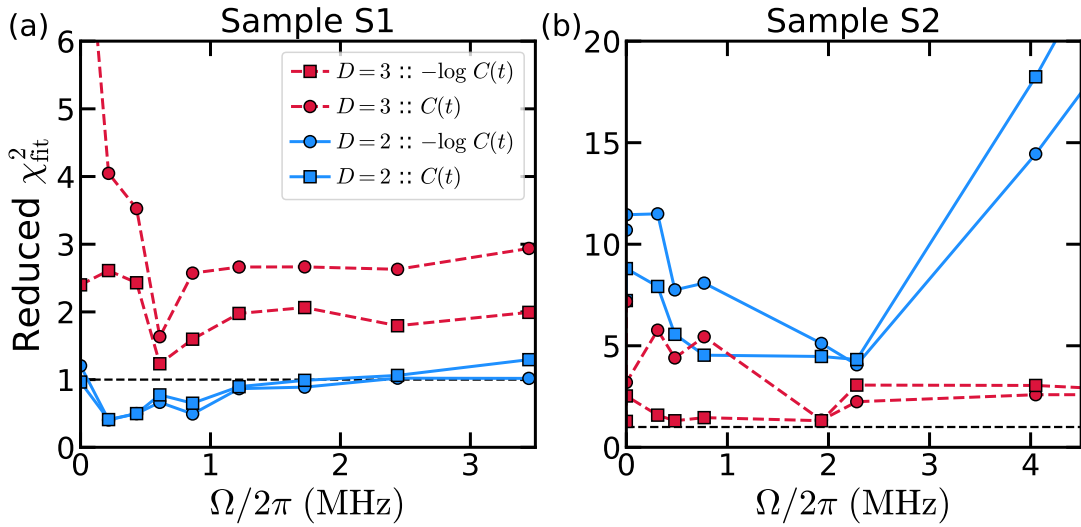 (a) Sample S1
Reduced χ²fit
6
5
4
3
2
1
0
0 1 2 3
Ω/2π (MHz)
D = 3 :: −log C(t)
D = 3 :: C(t)
D = 2 :: −log C(t)
D = 2 :: C(t)
(b) Sample S2
20
15
10
5
0
0 1 2 3 4
Ω/2π (MHz)